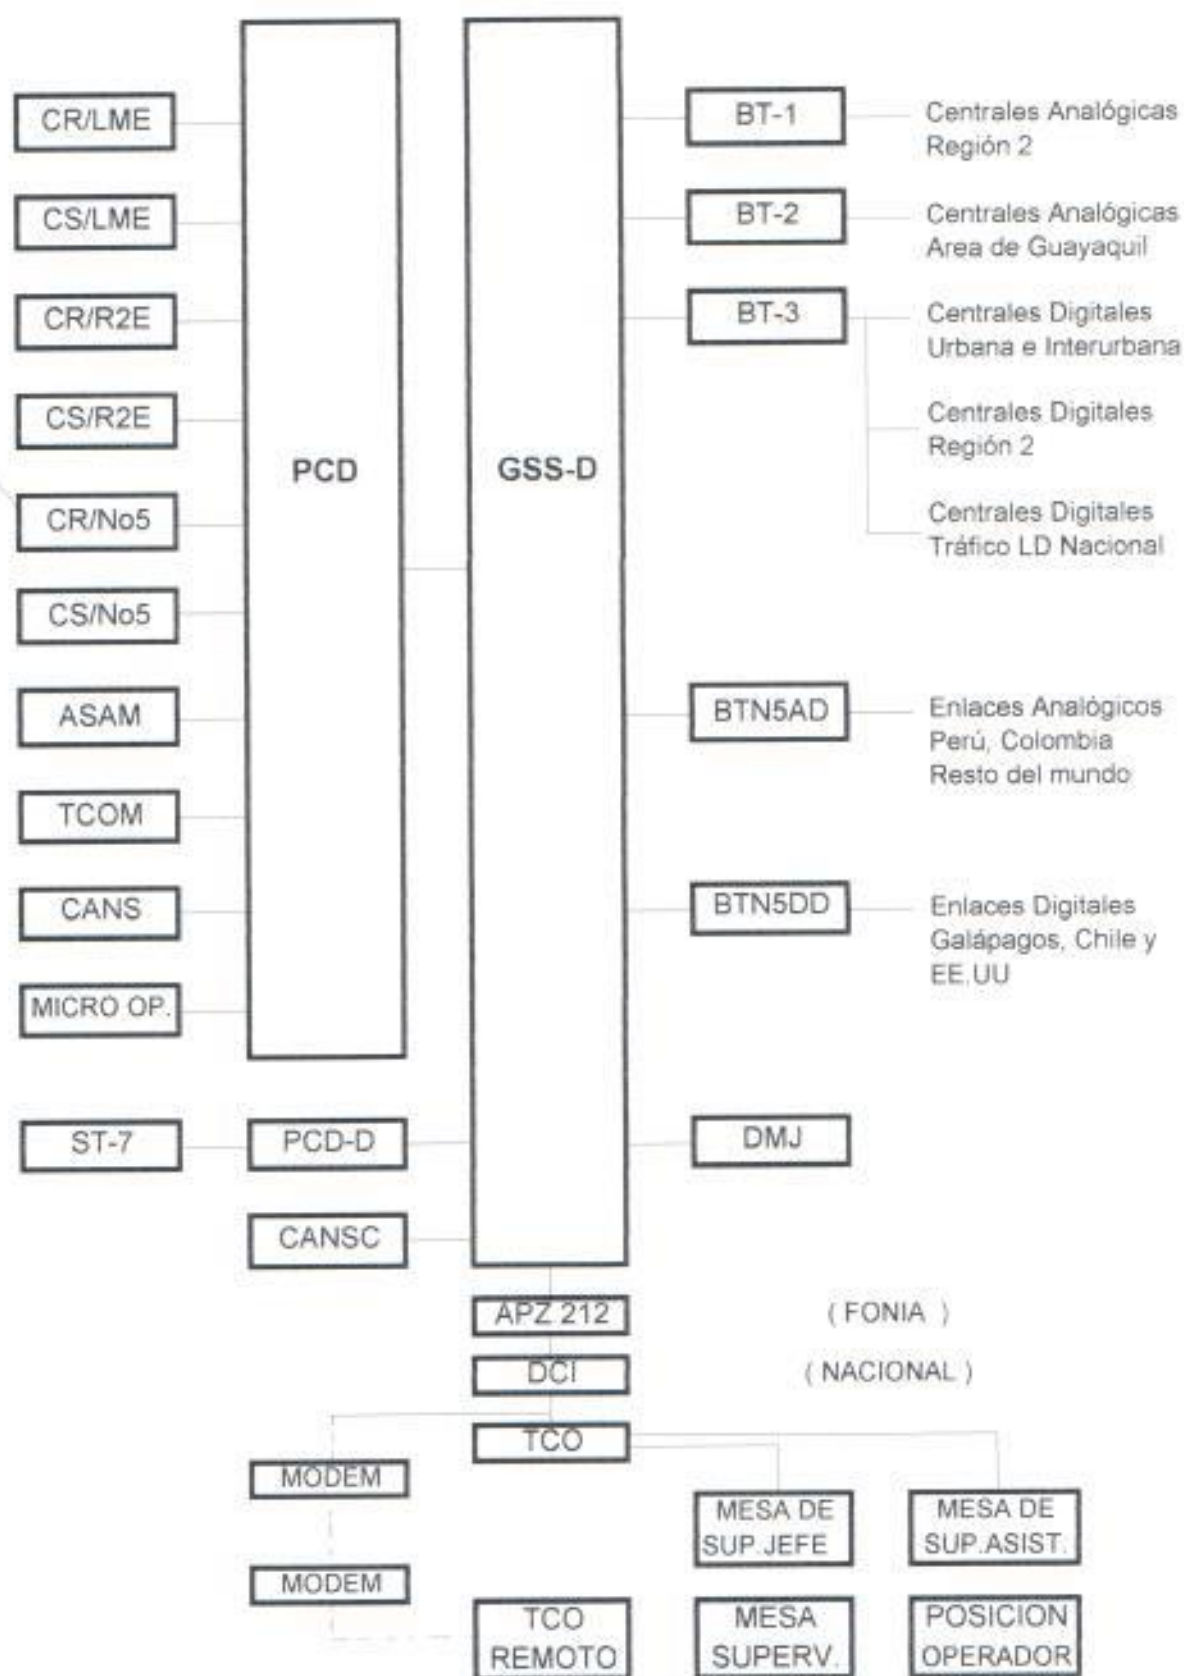 CR/LME
CS/LME
CR/R2E
CS/R2E
CR/No5
CS/No5
ASAM
TCOM
CANS
MICRO OP.
ST-7
PCD
PCD-D
CANSC
GSS-D
BT-1
Centrales Analógicas
Región 2
BT-2
Centrales Analógicas
Area de Guayaquil
BT-3
Centrales Digitales
Urbana e Interurbana
Centrales Digitales
Región 2
Centrales Digitales
Tráfico LD Nacional
BTN5AD
Enlaces Analógicos
Perú, Colombia
Resto del mundo
BTN5DD
Enlaces Digitales
Galápagos, Chile y
EE.UU
DMJ
APZ 212
( FONIA )
DCI
( NACIONAL )
TCO
MODEM
MODEM
MESA DE
SUP.JEFE
MESA DE
SUP.ASIST.
TCO
REMOTO
MESA
SUPERV.
POSICION
OPERADOR